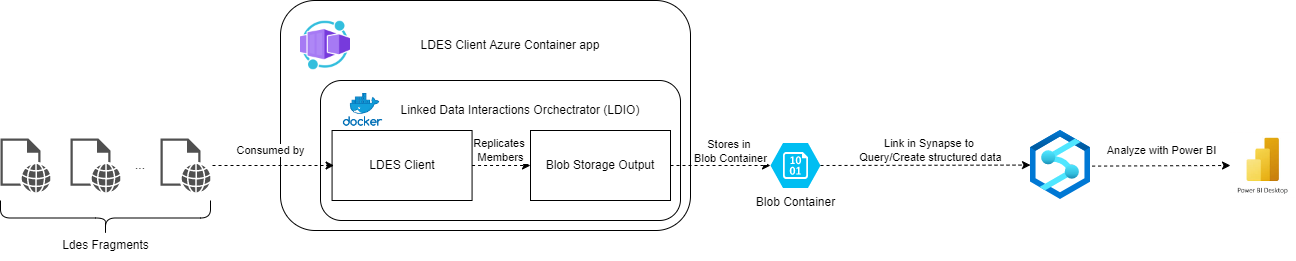 LDES Client Azure Container app
Linked Data Interactions Orchestrator (LDIO)
docker
Consumed by
LDES Client
Replicates
Members
Blob Storage Output
Stores in
Blob Container
10
01
Link in Synapse to
Query/Create structured data
Analyze with Power BI
...
Power BI Desktop
Blob Container
Ldes Fragments